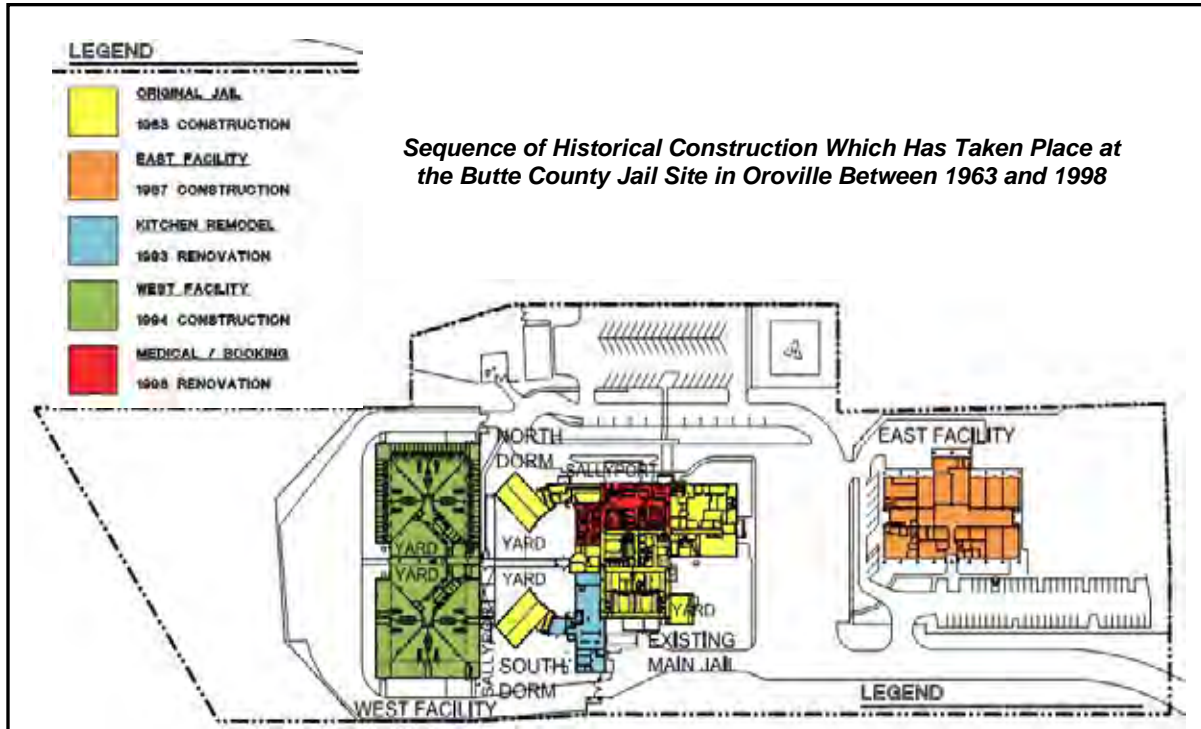 LEGEND
ORIGINAL JAIL
1963 CONSTRUCTION
EAST FACILITY
1987 CONSTRUCTION
KITCHEN REMODEL
1993 RENOVATION
WEST FACILITY
1994 CONSTRUCTION
MEDICAL / BOOKING
1998 RENOVATION
Sequence of Historical Construction Which Has Taken Place at
the Butte County Jail Site in Oroville Between 1963 and 1998
NORTH
DORM
SALLYPORT
EAST FACILITY
YARD
YARD
YARD
YARD
YARD
SALLYPORT
EXISTING
MAIN JAIL
SOUTH
DORM
WEST FACILITY
LEGEND